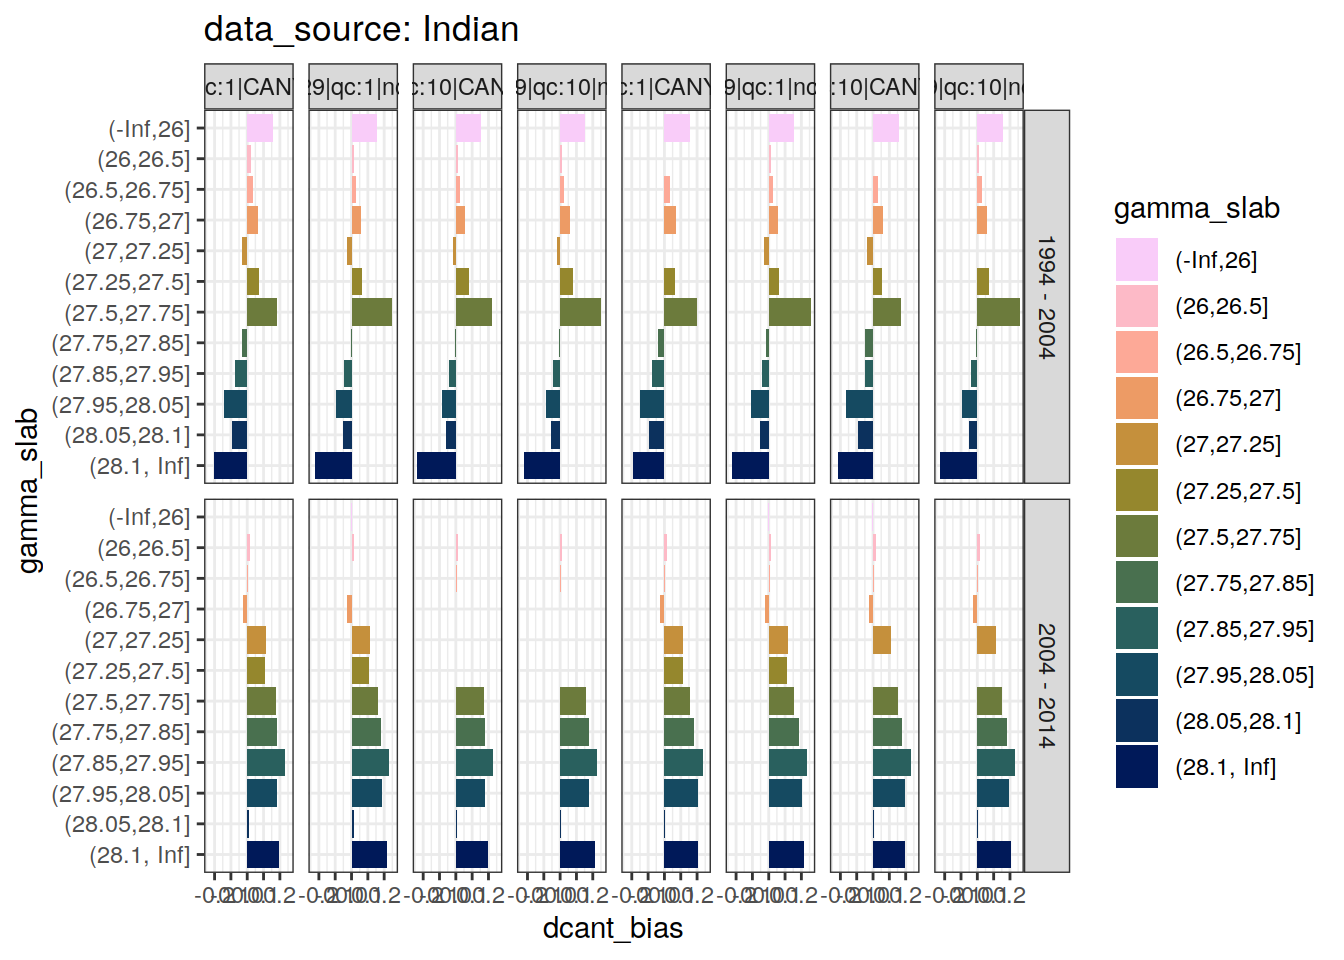 data_source: Indian
c:1|CAN
29|qc:1|n
c:10|CAN
9|qc:10|n
c:1|CAN
9|qc:1|n
:10|CAN
|qc:10|n
(-Inf,26]
(26,26.5]
(26.5,26.75]
(26.75,27]
(27,27.25]
(27.25,27.5]
(27.5,27.75]
(27.75,27.85]
(27.85,27.95]
(27.95,28.05]
(28.05,28.1]
(28.1, Inf]
1994 - 2004
(-Inf,26]
(26,26.5]
(26.5,26.75]
(26.75,27]
(27,27.25]
(27.25,27.5]
(27.5,27.75]
(27.75,27.85]
(27.85,27.95]
(27.95,28.05]
(28.05,28.1]
(28.1, Inf]
2004 - 2014
gamma_slab
dcant_bias
gamma_slab
(-Inf,26]
(26,26.5]
(26.5,26.75]
(26.75,27]
(27,27.25]
(27.25,27.5]
(27.5,27.75]
(27.75,27.85]
(27.85,27.95]
(27.95,28.05]
(28.05,28.1]
(28.1, Inf]